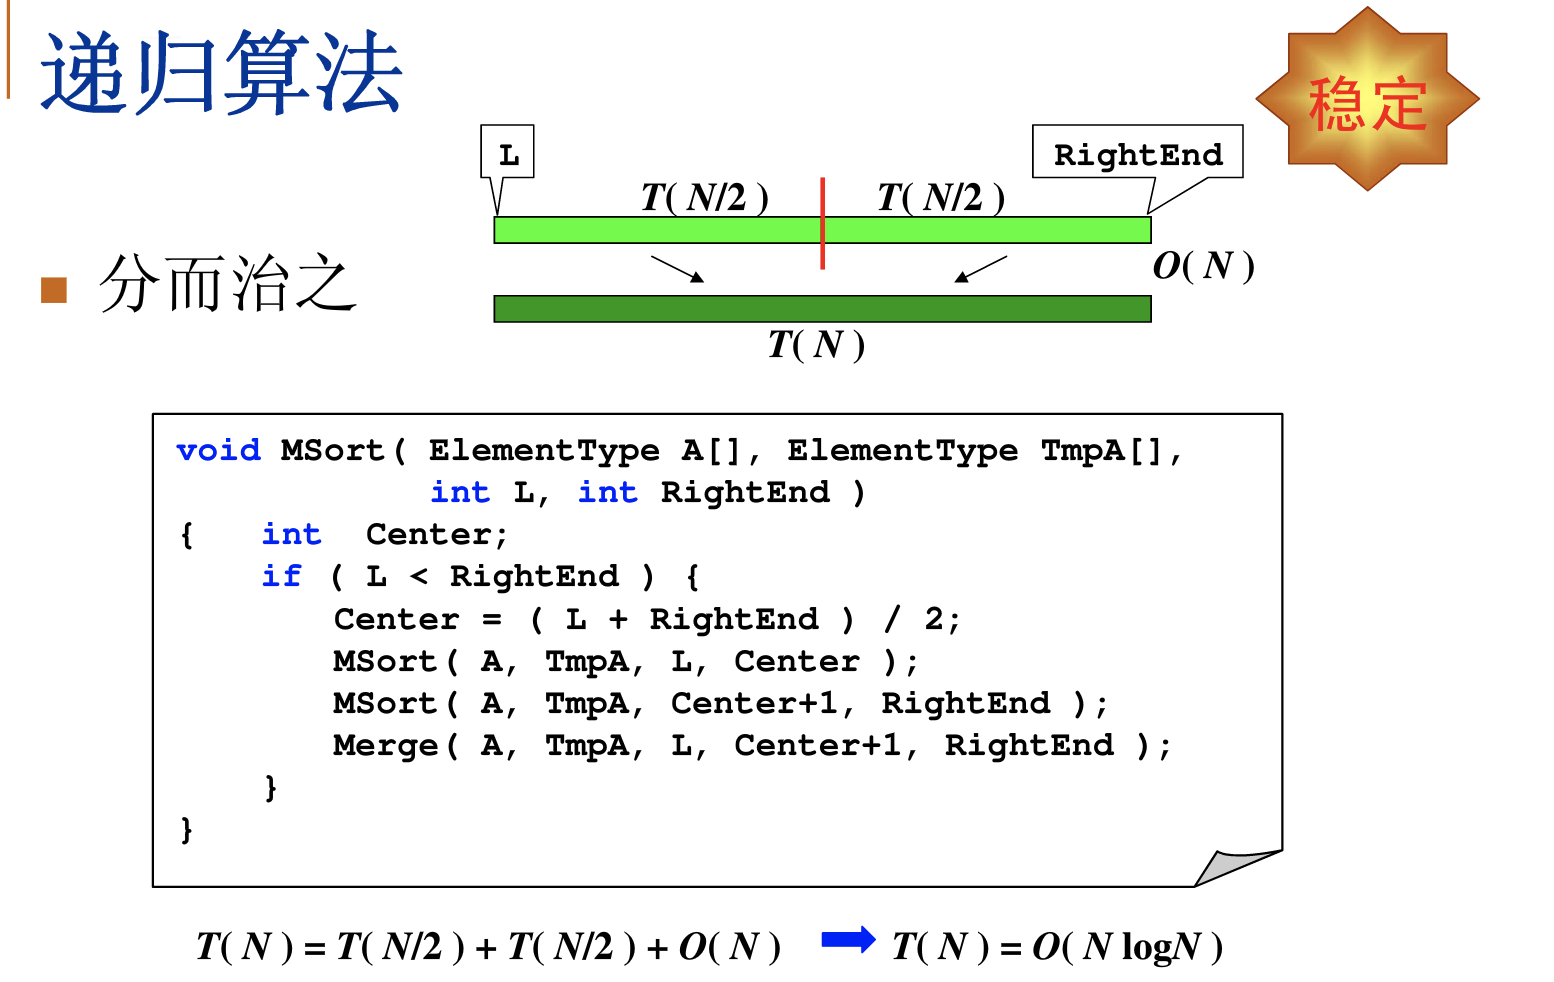 递归算法
稳定
L
RightEnd
T( N/2 ) T( N/2 )
O( N )
分而治之
T( N )
void MSort( ElementType A[], ElementType TmpA[],
int L, int RightEnd )
{ int Center;
if ( L < RightEnd ) {
Center = ( L + RightEnd ) / 2;
MSort( A, TmpA, L, Center );
MSort( A, TmpA, Center+1, RightEnd );
Merge( A, TmpA, L, Center+1, RightEnd );
}
}
T( N ) = T( N/2 ) + T( N/2 ) + O( N ) T( N ) = O( N logN )